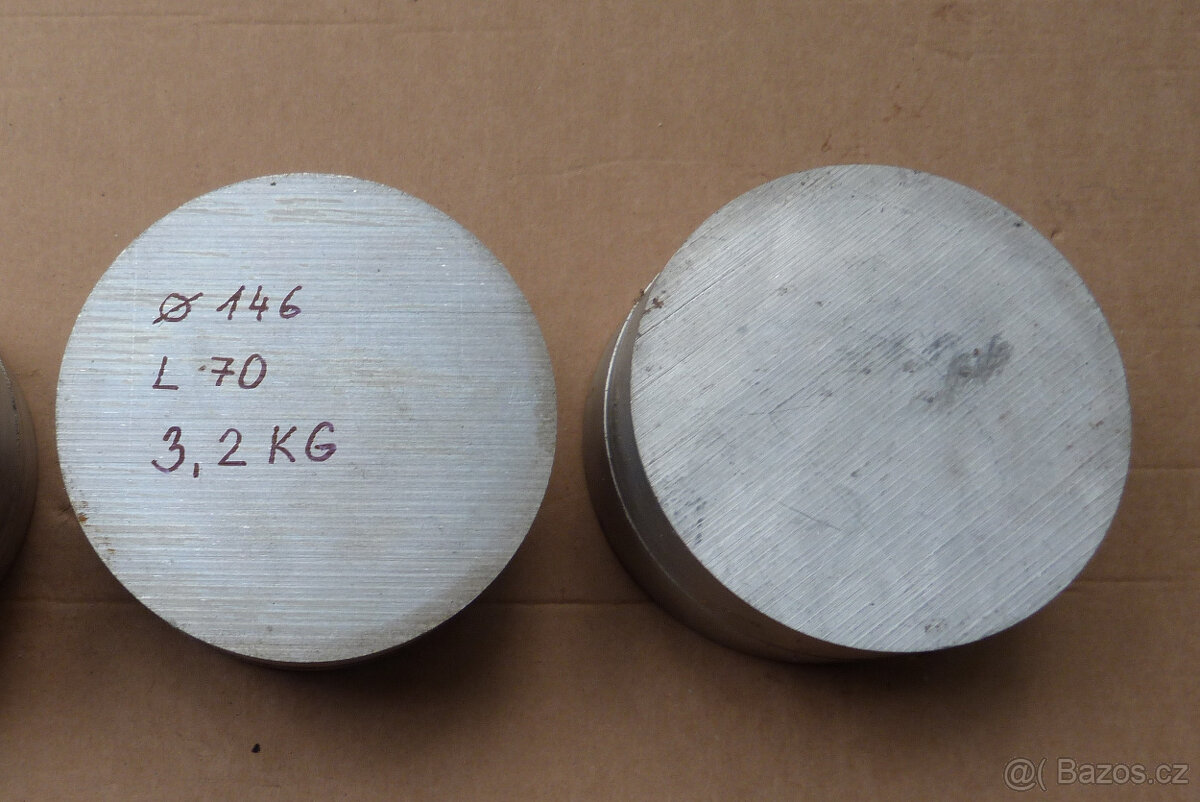 Ø 146
L 70
3,2 KG
@( Bazos.cz